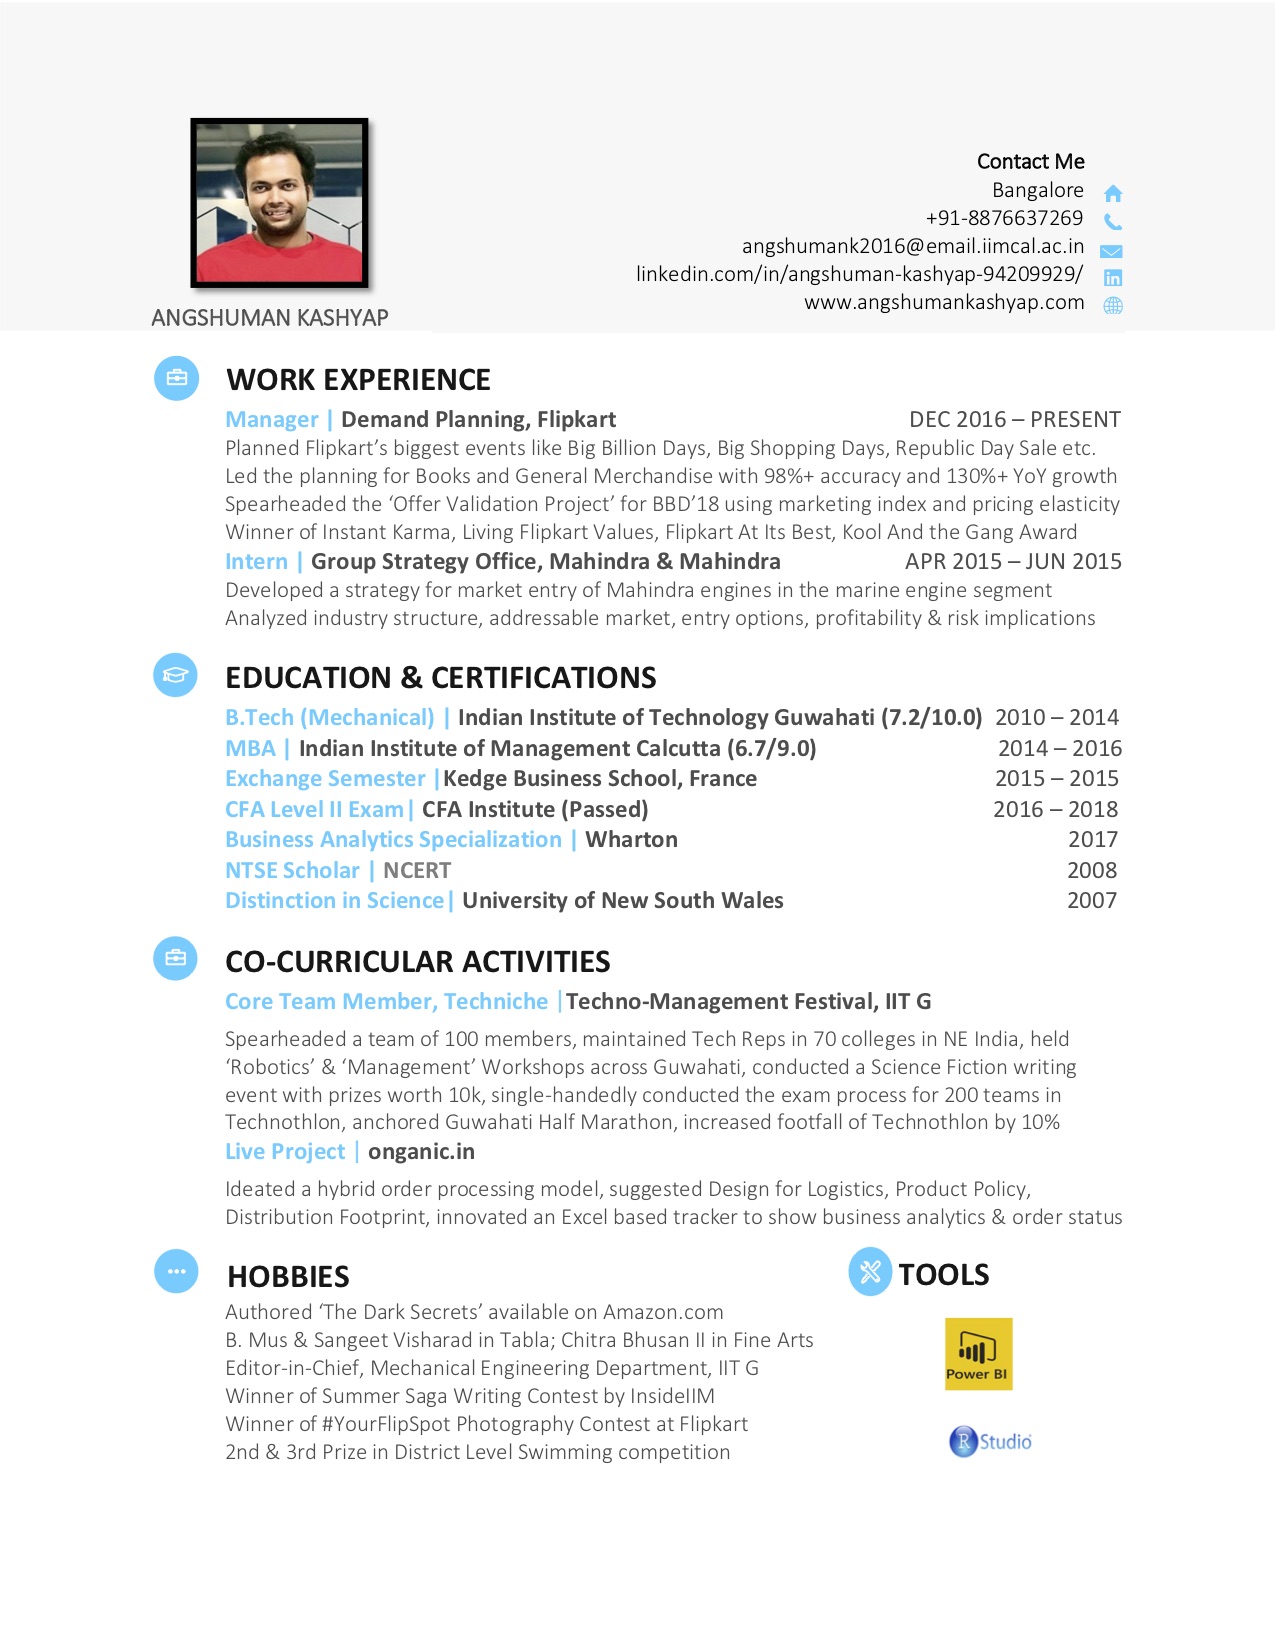 Contact Me
Bangalore
+91-8876637269
angshumank2016@email.iimcal.ac.in
linkedin.com/in/angshuman-kashyap-94209929/
www.angshumankashyap.com
ANGSHUMAN KASHYAP
WORK EXPERIENCE
Manager | Demand Planning, Flipkart DEC 2016 – PRESENT
Planned Flipkart’s biggest events like Big Billion Days, Big Shopping Days, Republic Day Sale etc.
Led the planning for Books and General Merchandise with 98%+ accuracy and 130%+ YoY growth
Spearheaded the ‘Offer Validation Project’ for BBD’18 using marketing index and pricing elasticity
Winner of Instant Karma, Living Flipkart Values, Flipkart At Its Best, Kool And the Gang Award
Intern | Group Strategy Office, Mahindra & Mahindra APR 2015 – JUN 2015
Developed a strategy for market entry of Mahindra engines in the marine engine segment
Analyzed industry structure, addressable market, entry options, profitability & risk implications
EDUCATION & CERTIFICATIONS
B.Tech (Mechanical) | Indian Institute of Technology Guwahati (7.2/10.0) 2010 – 2014
MBA | Indian Institute of Management Calcutta (6.7/9.0) 2014 – 2016
Exchange Semester |Kedge Business School, France 2015 – 2015
CFA Level II Exam| CFA Institute (Passed) 2016 – 2018
Business Analytics Specialization | Wharton 2017
NTSE Scholar | NCERT 2008
Distinction in Science| University of New South Wales 2007
CO-CURRICULAR ACTIVITIES
Core Team Member, Techniche |Techno-Management Festival, IIT G
Spearheaded a team of 100 members, maintained Tech Reps in 70 colleges in NE India, held
‘Robotics’ & ‘Management’ Workshops across Guwahati, conducted a Science Fiction writing
event with prizes worth 10k, single-handedly conducted the exam process for 200 teams in
Technothlon, anchored Guwahati Half Marathon, increased footfall of Technothlon by 10%
Live Project | onganic.in
Ideated a hybrid order processing model, suggested Design for Logistics, Product Policy,
Distribution Footprint, innovated an Excel based tracker to show business analytics & order status
HOBBIES
Authored ‘The Dark Secrets’ available on Amazon.com
B. Mus & Sangeet Visharad in Tabla; Chitra Bhusan II in Fine Arts
Editor-in-Chief, Mechanical Engineering Department, IIT G
Winner of Summer Saga Writing Contest by InsideIIM
Winner of #YourFlipSpot Photography Contest at Flipkart
2nd & 3rd Prize in District Level Swimming competition
TOOLS
Power BI
R Studio